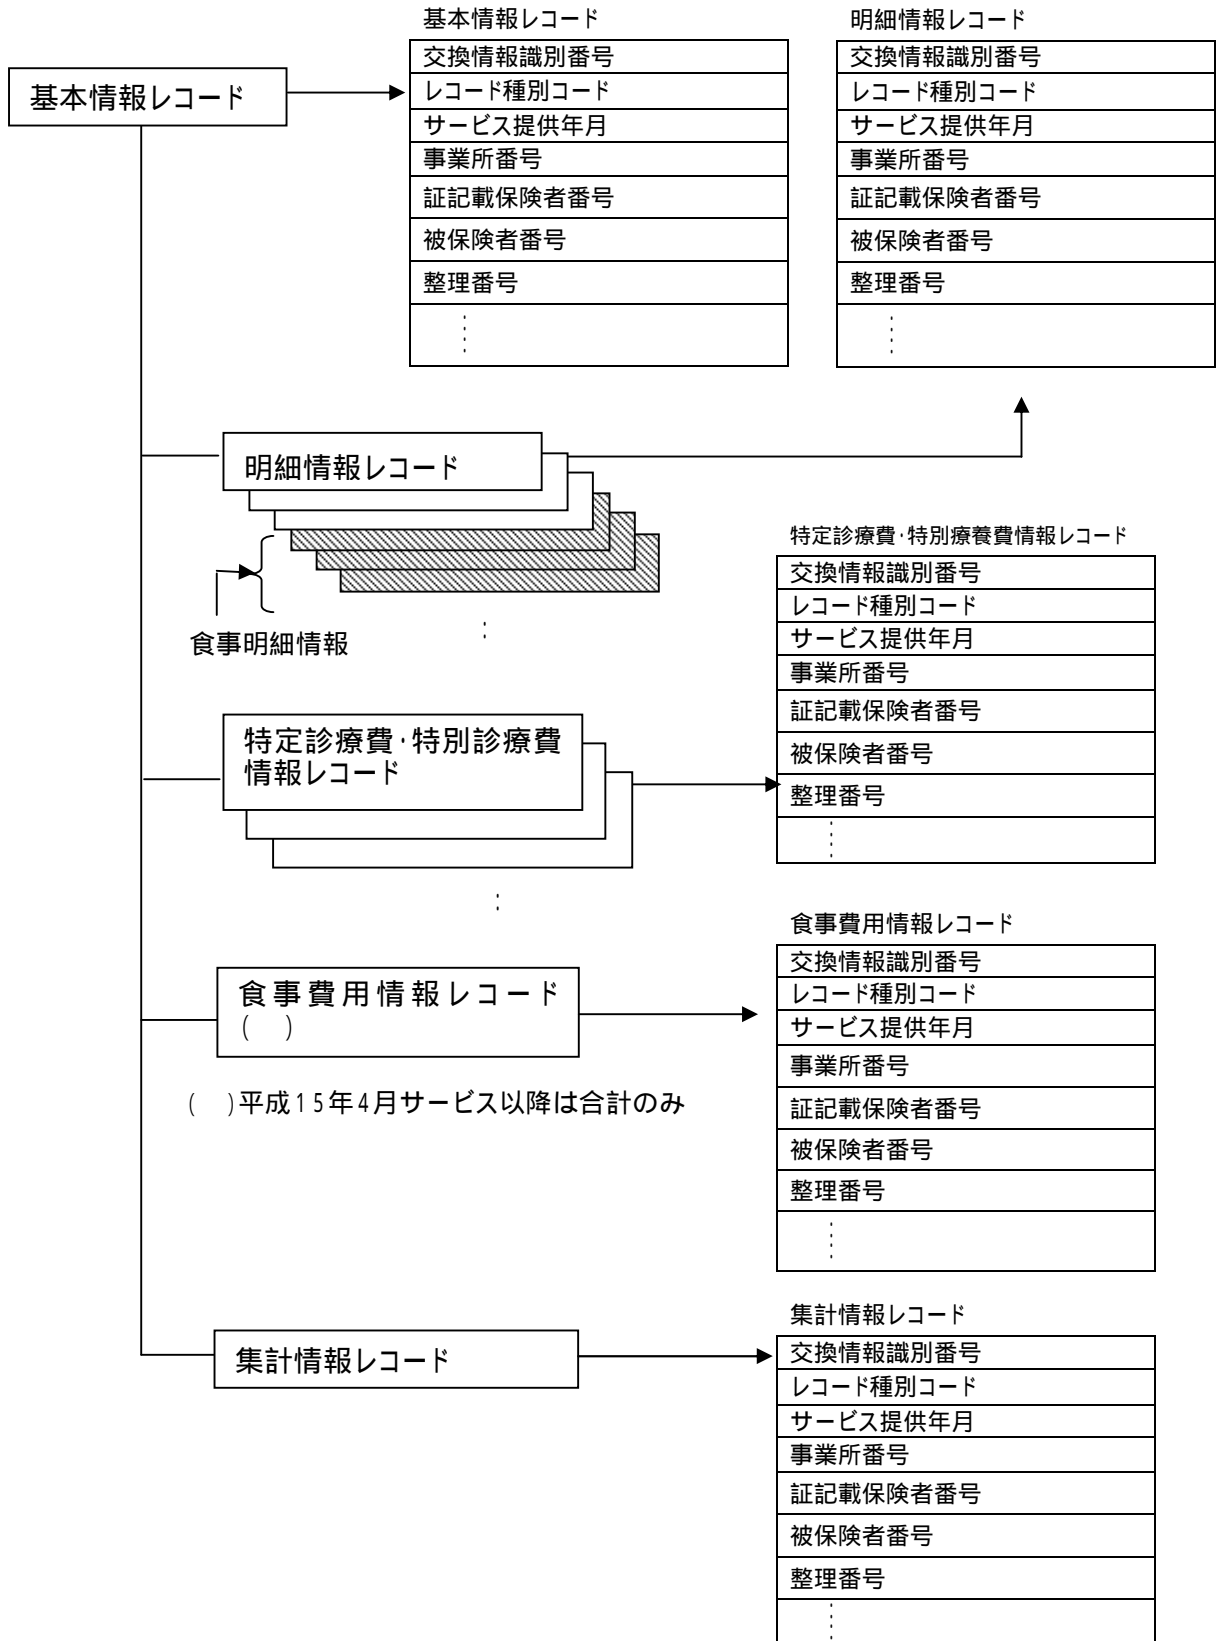 基本情報レコード
基本情報レコード
交換情報識別番号
レコード種別コード
サービス提供年月
事業所番号
証記載保険者番号
被保険者番号
整理番号
明細情報レコード
交換情報識別番号
レコード種別コード
サービス提供年月
事業所番号
証記載保険者番号
被保険者番号
整理番号
明細情報レコード
食事明細情報
特定診療費・特別療養費情報レコード
交換情報識別番号
レコード種別コード
サービス提供年月
事業所番号
証記載保険者番号
被保険者番号
整理番号
特定診療費・特別診療費
情報レコード
食事費用情報レコード
交換情報識別番号
レコード種別コード
サービス提供年月
事業所番号
証記載保険者番号
被保険者番号
整理番号
食事費用情報レコード
(　)
(　)平成15年4月サービス以降は合計のみ
集計情報レコード
集計情報レコード
交換情報識別番号
レコード種別コード
サービス提供年月
事業所番号
証記載保険者番号
被保険者番号
整理番号